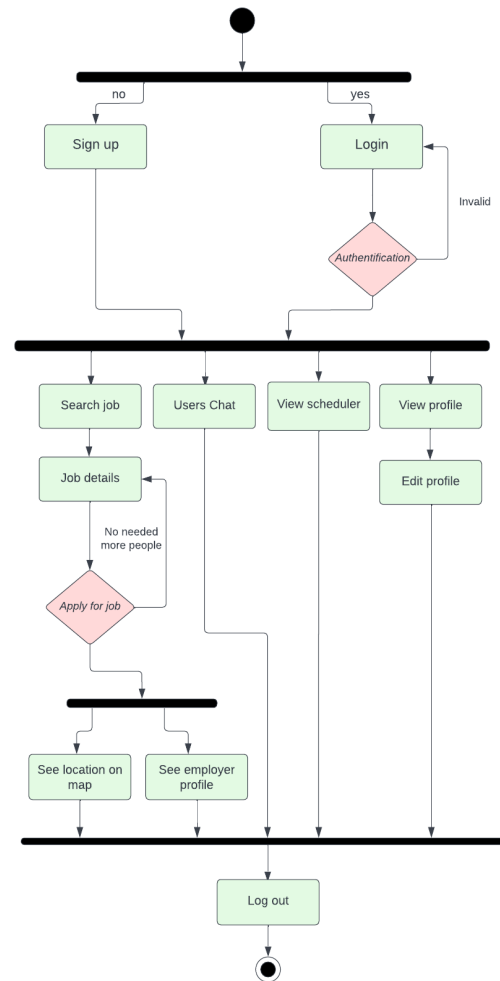 no
yes
Sign up
Login
Invalid
Authentification
Search job
Users Chat
View scheduler
View profile
Job details
Edit profile
No needed
more people
Apply for job
See location on
map
See employer
profile
Log out